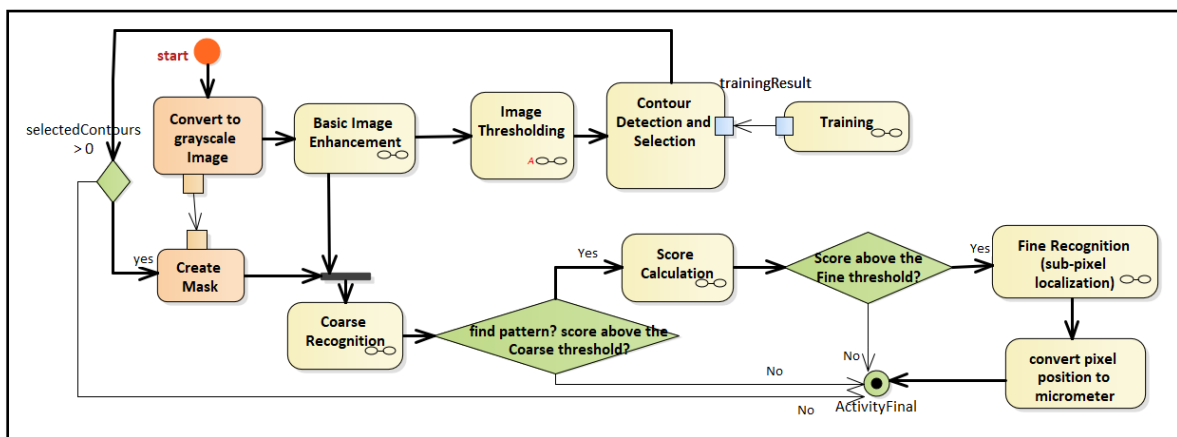 start
trainingResult
selectedContours
> 0
Convert to
grayscale
Image
Basic Image
Enhancement
Image
Thresholding
A
Contour
Detection and
Selection
Training
yes
Create
Mask
Coarse
Recognition
find pattern? score above the
Coarse threshold?
Yes
Score
Calculation
Score above the
Fine threshold?
Yes
Fine Recognition
(sub-pixel
localization)
convert pixel
position to
micrometer
No
No
No
ActivityFinal